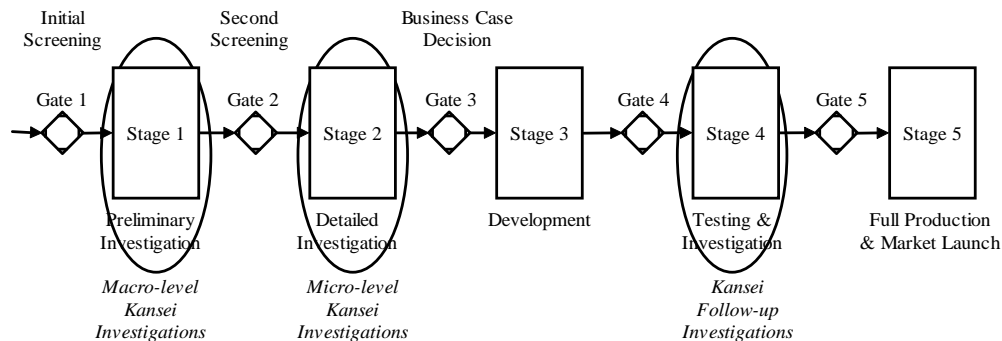 Initial
Screening
Second
Screening
Business Case
Decision
Gate 1
Stage 1
Gate 2
Stage 2
Gate 3
Stage 3
Gate 4
Stage 4
Gate 5
Stage 5
Preliminary
Investigation
Detailed
Investigation
Development
Testing &
Investigation
Full Production
& Market Launch
Macro-level
Kansei
Investigations
Micro-level
Kansei
Investigations
Kansei
Follow-up
Investigations